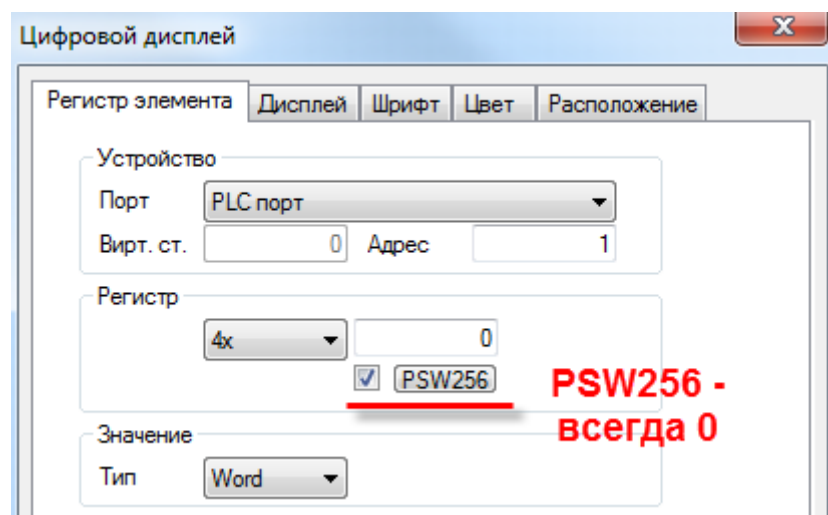 Цифровой дисплей
Регистр элемента Дисплей Шрифт Цвет Расположение
Устройство
Порт PLC порт
Вирт. ст. 0 Адрес 1
Регистр
4x 0
PSW256
PSW256 -
всегда 0
Значение
Тип Word